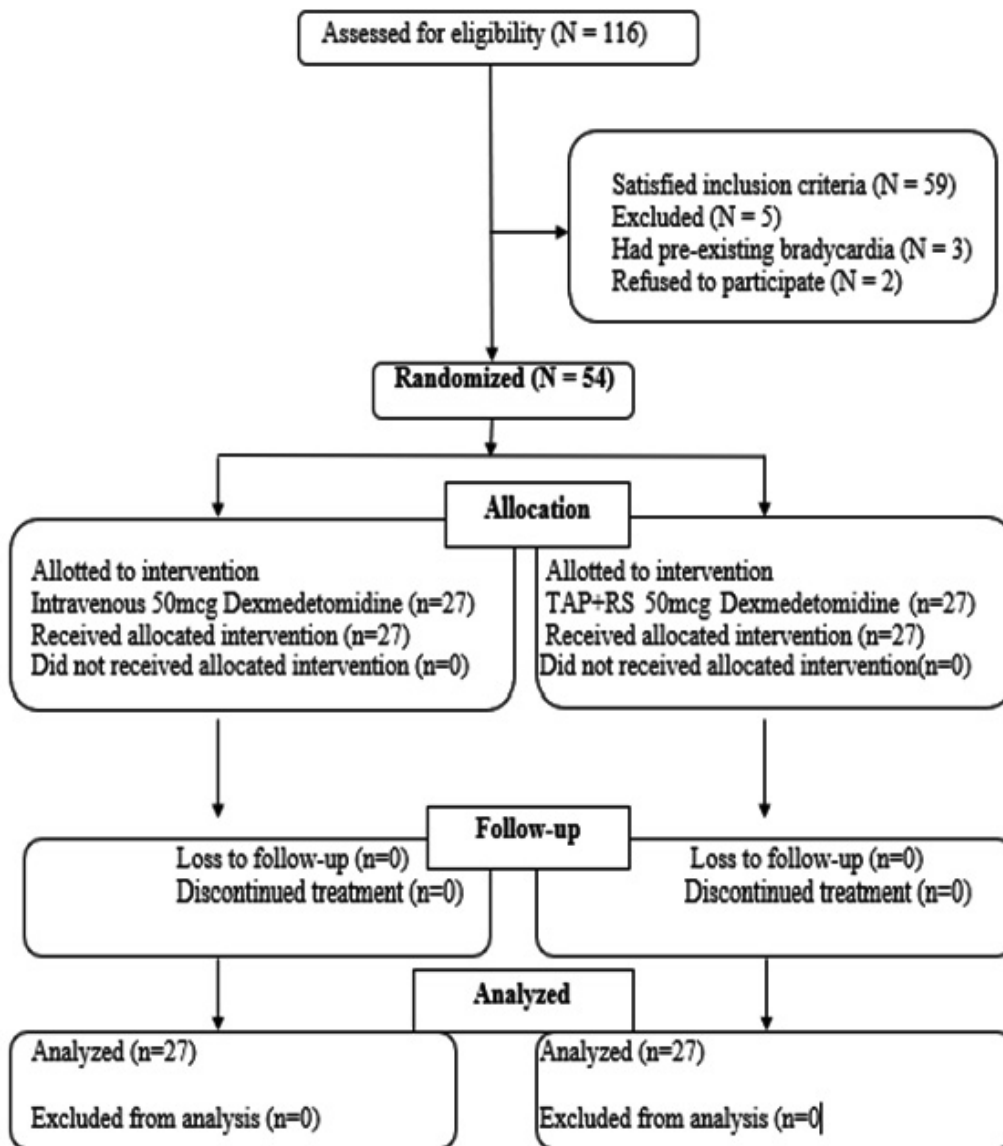 Assessed for eligibility (N = 116)
Satisfied inclusion criteria (N = 59)
Excluded (N = 5)
Had pre-existing bradycardia (N = 3)
Refused to participate (N = 2)
Randomized (N = 54)
Allocation
Allotted to intervention
Intravenous 50mcg Dexmedetomidine (n=27)
Received allocated intervention (n=27)
Did not received allocated intervention (n=0)
Allotted to intervention
TAP+RS 50mcg Dexmedetomidine (n=27)
Received allocated intervention (n=27)
Did not received allocated intervention(n=0)
Follow-up
Loss to follow-up (n=0)
Discontinued treatment (n=0)
Loss to follow-up (n=0)
Discontinued treatment (n=0)
Analyzed
Analyzed (n=27)
Excluded from analysis (n=0)
Analyzed (n=27)
Excluded from analysis (n=0